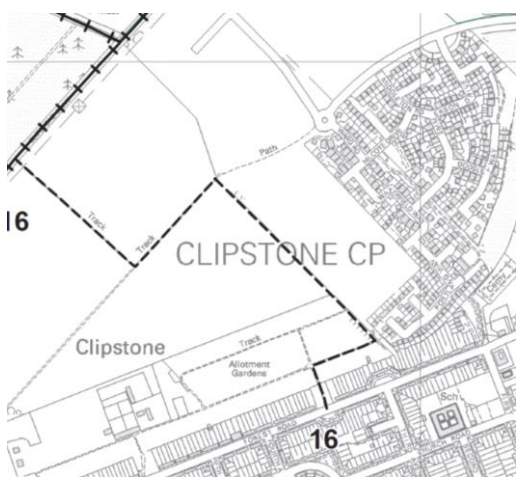 Path
16
Track
Track
CLIPSTONE CP
Clipstone
Track
Allotment
Gardens
Sch
16